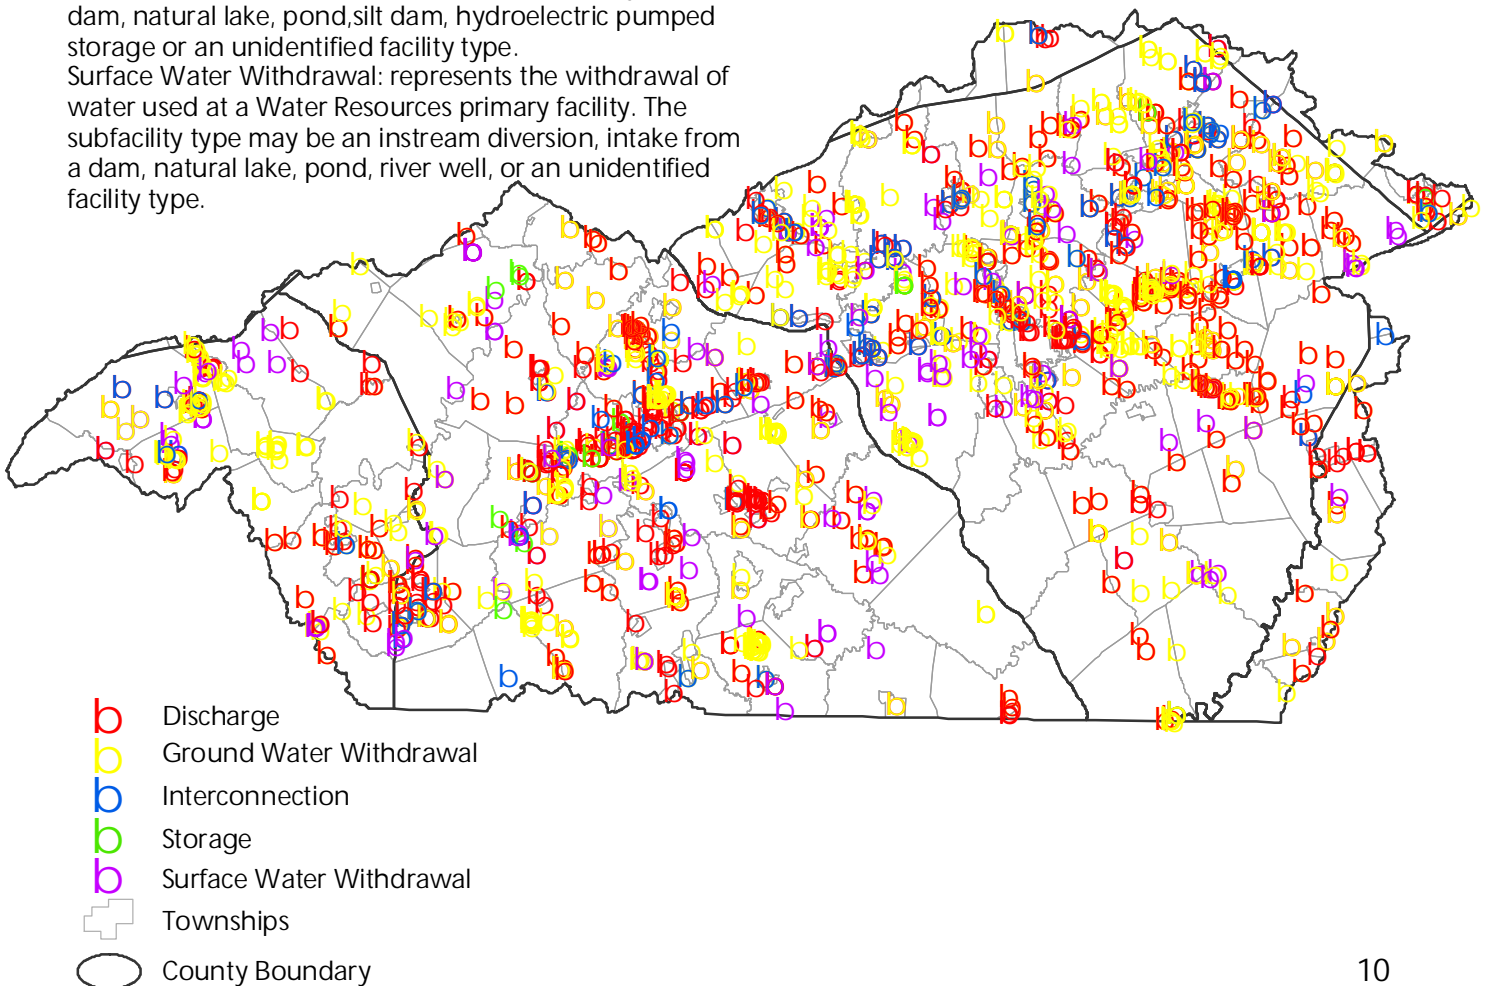 dam, natural lake, pond,silt dam, hydroelectric pumped
storage or an unidentified facility type.
Surface Water Withdrawal: represents the withdrawal of
water used at a Water Resources primary facility. The
subfacility type may be an instream diversion, intake from
a dam, natural lake, pond, river well, or an unidentified
facility type.
b Discharge
b Ground Water Withdrawal
b Interconnection
b Storage
b Surface Water Withdrawal
Townships
County Boundary
10